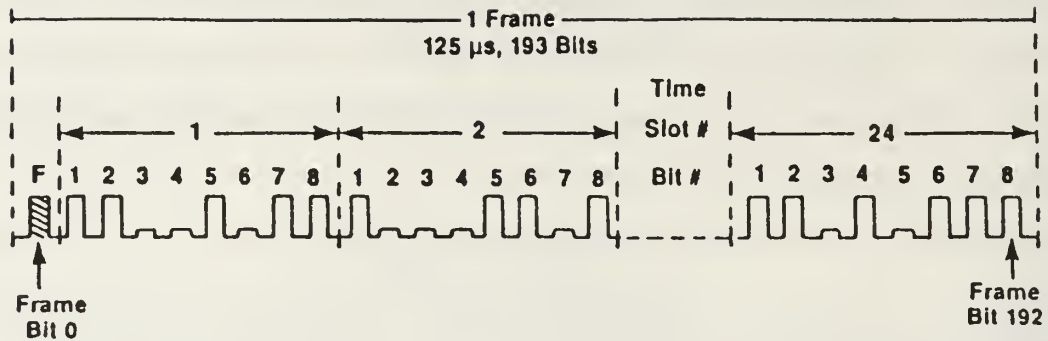 1 Frame
125 µs, 193 Bits
Time
1 2 Slot # 24
F 1 2 3 4 5 6 7 8 1 2 3 4 5 6 7 8 Bit # 1 2 3 4 5 6 7 8
Frame
Bit 0
Frame
Bit 192